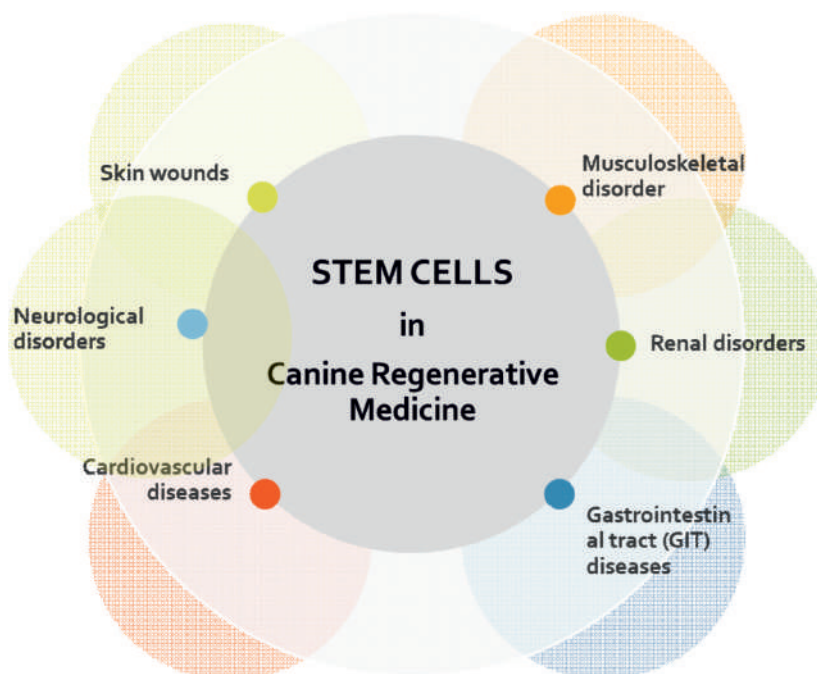 Skin wounds
Musculoskeletal
disorder
STEM CELLS
in
Canine Regenerative
Medicine
Neurological
disorders
Renal disorders
Cardiovascular
diseases
Gastrointestin
al tract (GIT)
diseases